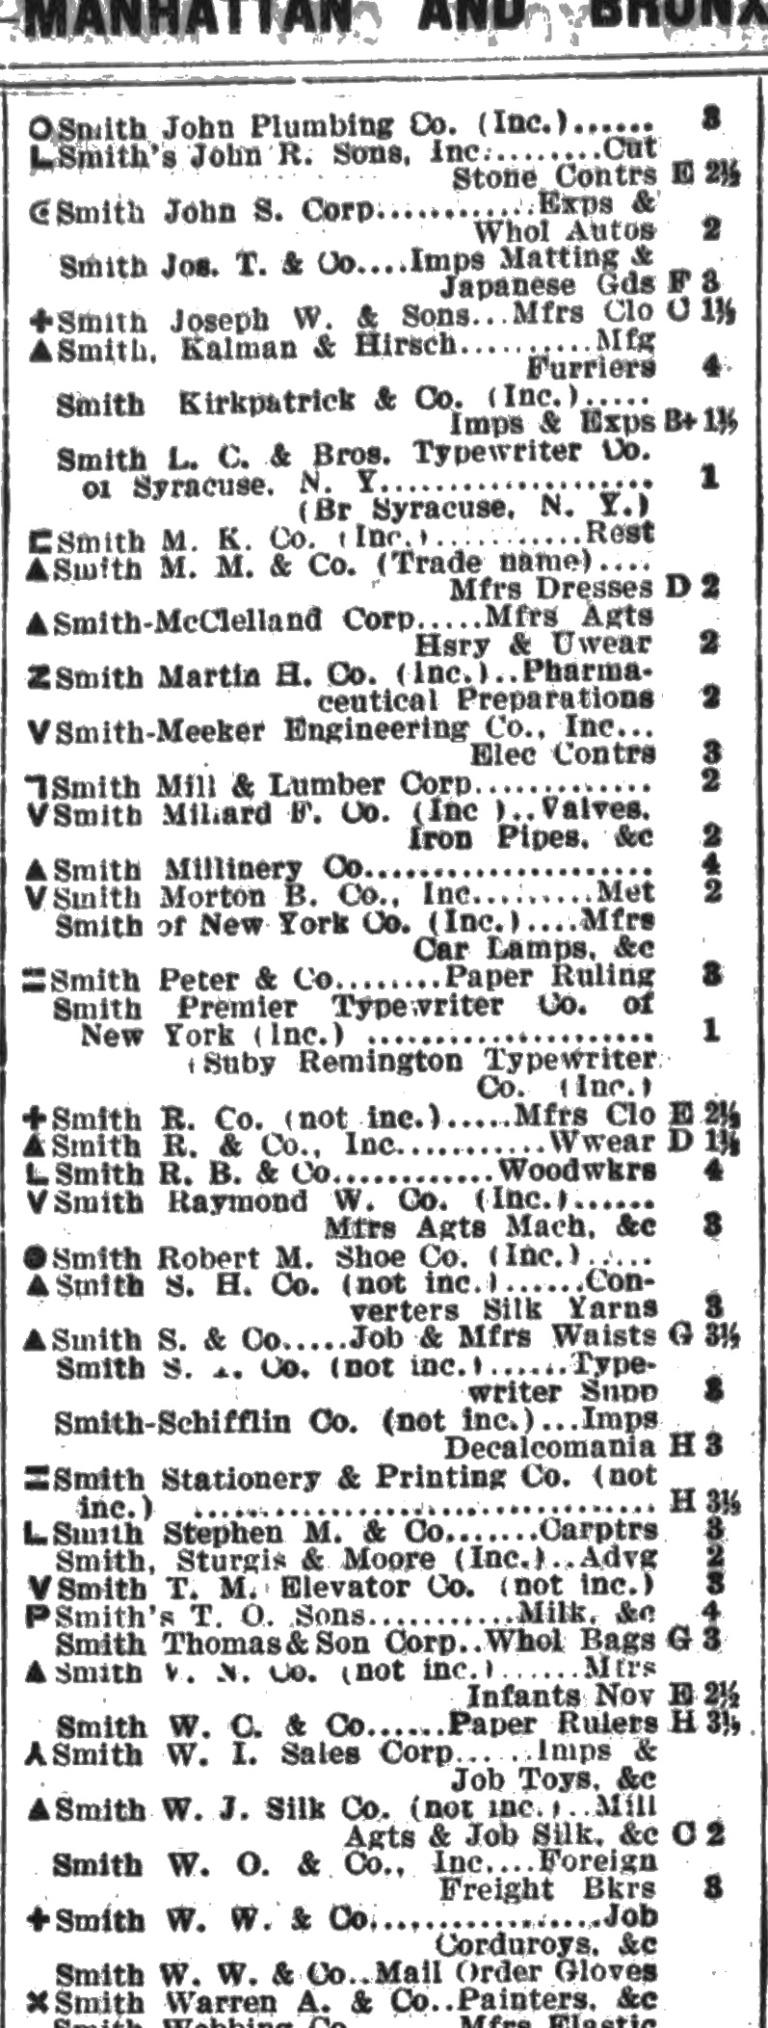 MANHATTAN AND BRONX
Smith John Plumbing Co. (Inc.)...... 3
Smith's John R. Sons, Inc.........Cut
Stone Contrs E 2½
Smith John S. Corp............Exps &
Whol Autos 2
Smith Jos. T. & Co....Imps Matting &
Japanese Gds F 3
Smith Joseph W. & Sons...Mfrs Clo C 1½
Smith, Kalman & Hirsch..........Mfg
Furriers 4
Smith Kirkpatrick & Co. (Inc.).....
Imps & Exps B+ 1½
Smith L. C. & Bros. Typewriter Co.
of Syracuse, N. Y..................... 1
(Br Syracuse, N. Y.)
Smith M. K. Co. (Inc.)...........Rest
Smith M. M. & Co. (Trade name)....
Mfrs Dresses D 2
Smith-McClelland Corp.....Mfrs Agts
Hsry & Uwear 2
Smith Martin H. Co. (Inc.)..Pharma-
ceutical Preparations 2
Smith-Meeker Engineering Co., Inc...
Elec Contrs 3
Smith Mill & Lumber Corp............. 2
Smith Millard F. Co. (Inc.)..Valves,
Iron Pipes, &c 2
Smith Millinery Co...................... 4
Smith Morton B. Co., Inc.........Met 2
Smith of New York Co. (Inc.)....Mfrs
Car Lamps, &c
Smith Peter & Co........Paper Ruling 3
Smith Premier Typewriter Co. of
New York (Inc.) ...................... 1
(Suby Remington Typewriter
Co. (Inc.)
Smith R. Co. (not inc.).....Mfrs Clo E 2½
Smith R. & Co., Inc...........Wwear D 1½
Smith R. B. & Co............Woodwkrs 4
Smith Raymond W. Co. (Inc.)......
Mfrs Agts Mach, &c 3
Smith Robert M. Shoe Co. (Inc.).....
Smith S. H. Co. (not inc.)......Con-
verters Silk Yarns 3
Smith S. & Co.....Job & Mfrs Waists G 3½
Smith S. Co. (not inc.)......Type-
writer Supp 3
Smith-Schifflin Co. (not inc.)...Imps
Decalcomania H 3
Smith Stationery & Printing Co. (not
inc.) .................................. H 3½
Smith Stephen M. & Co.......Carptrs 3
Smith, Sturgis & Moore (Inc.)..Advg 2
Smith T. M. Elevator Co. (not inc.) 3
Smith's T. O. Sons...........Milk, &c 4
Smith Thomas & Son Corp..Whol Bags G 3
Smith V. N. Co. (not inc.)......Mfrs
Infants Nov E 2½
Smith W. C. & Co......Paper Rulers H 3½
Smith W. I. Sales Corp......Imps &
Job Toys, &c
Smith W. J. Silk Co. (not inc.)..Mill
Agts & Job Silk, &c C 2
Smith W. O. & Co., Inc....Foreign
Freight Bkrs 3
Smith W. W. & Co..................Job
Corduroys, &c
Smith W. W. & Co..Mail Order Gloves
Smith Warren A. & Co..Painters, &c
Smith Webbing Co. Mfrs Elastic